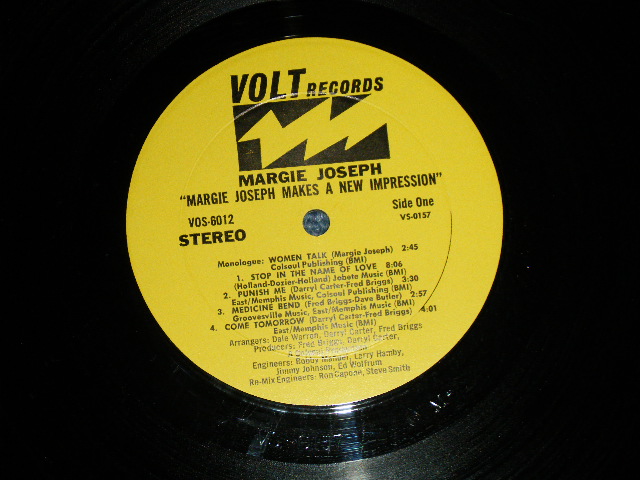 VOLT RECORDS
MARGIE JOSEPH
"MARGIE JOSEPH MAKES A NEW IMPRESSION"
VOS-6012
Side One
STEREO
VS-0157
Monologue: WOMEN TALK (Margie Joseph) 2:45
Colsoul Publishing (BMI)
1. STOP IN THE NAME OF LOVE 8:06
(Holland-Dozier-Holland) Jobete Music (BMI)
2. PUNISH ME (Darryl Carter-Fred Briggs) 3:30
East/Memphis Music, Colsoul Publishing (BMI)
3. MEDICINE BEND (Fred Briggs-Dave Butler) 2:57
Groovesville Music, East/Memphis Music (BMI)
4. COME TOMORROW (Darryl Carter-Fred Briggs) 4:01
East/Memphis Music (BMI)
Arrangers: Dale Warren, Darryl Carter, Fred Briggs
Producers: Fred Briggs, Darryl Carter,
Engineers: Bobby Manuel, Larry Hamby,
Jimmy Johnson, Ed Wolfrum
Re-Mix Engineers: Ron Capone, Steve Smith